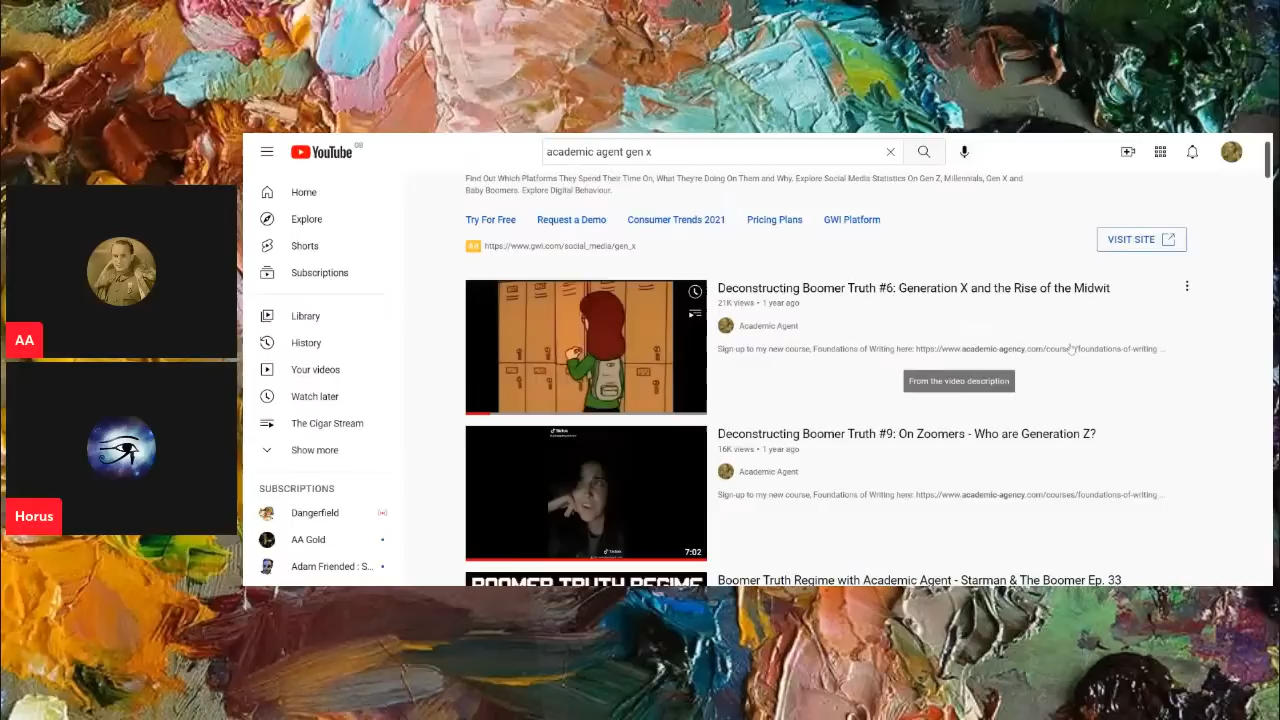 YouTube GB
academic agent gen x
Find Out Which Platforms They Spend Their Time On, What They're Doing On Them and Why. Explore Social Media Statistics On Gen Z, Millennials, Gen X and
Baby Boomers. Explore Digital Behaviour.
Try For Free
Request a Demo
Consumer Trends 2021
Pricing Plans
GWI Platform
Ad https://www.gwi.com/social_media/gen_x
VISIT SITE
Home
Explore
Shorts
Subscriptions
Library
History
Your videos
Watch later
The Cigar Stream
Show more
SUBSCRIPTIONS
Dangerfield
AA Gold
Adam Friended : S...
AA
Horus
Deconstructing Boomer Truth #6: Generation X and the Rise of the Midwit
21K views • 1 year ago
Academic Agent
Sign-up to my new course, Foundations of Writing here: https://www.academic-agency.com/courses/foundations-of-writing ...
From the video description
TikTok
TikTok
7:02
Deconstructing Boomer Truth #9: On Zoomers - Who are Generation Z?
16K views • 1 year ago
Academic Agent
Sign-up to my new course, Foundations of Writing here: https://www.academic-agency.com/courses/foundations-of-writing ...
BOOMER TRUTH REGIME
Boomer Truth Regime with Academic Agent - Starman & The Boomer Ep. 33